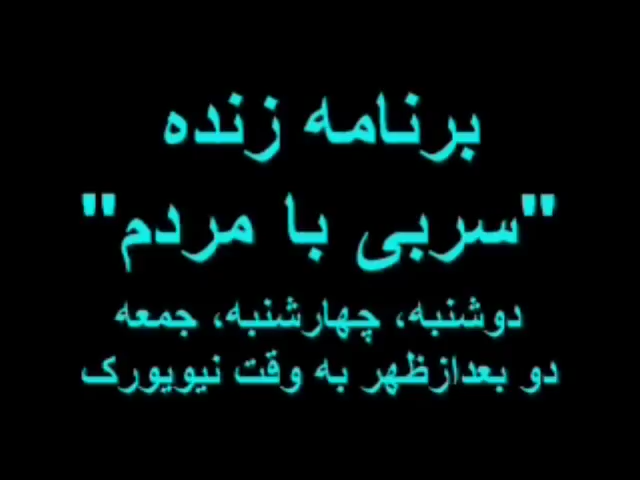 برنامه زنده
"سربی با مردم"
دوشنبه، چهارشنبه، جمعه
دو بعدازظهر به وقت نیویورک